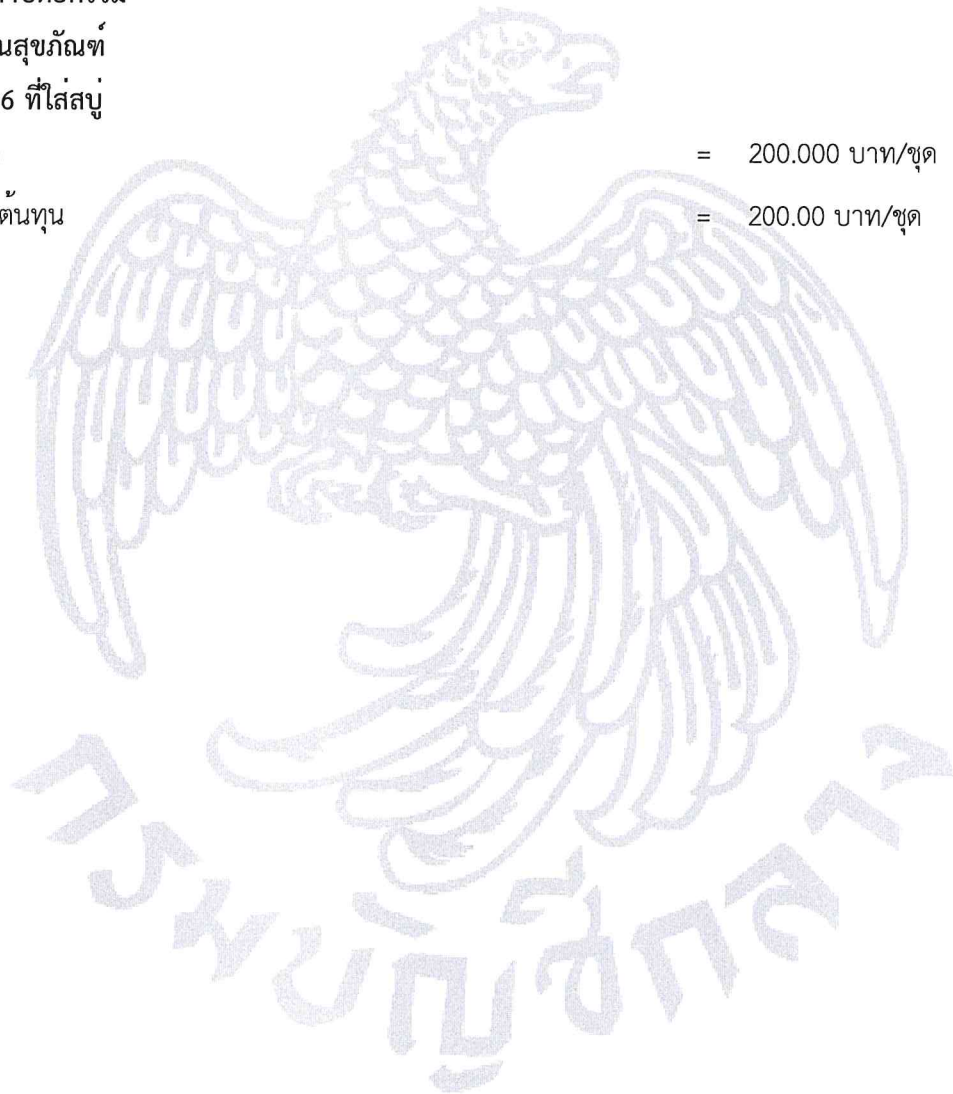 นสุขภัณฑ์
6 ที่ใส่สบู่
= 200.000 บาท/ชุด
ต้นทุน = 200.00 บาท/ชุด
กรมบัญชีกลาง